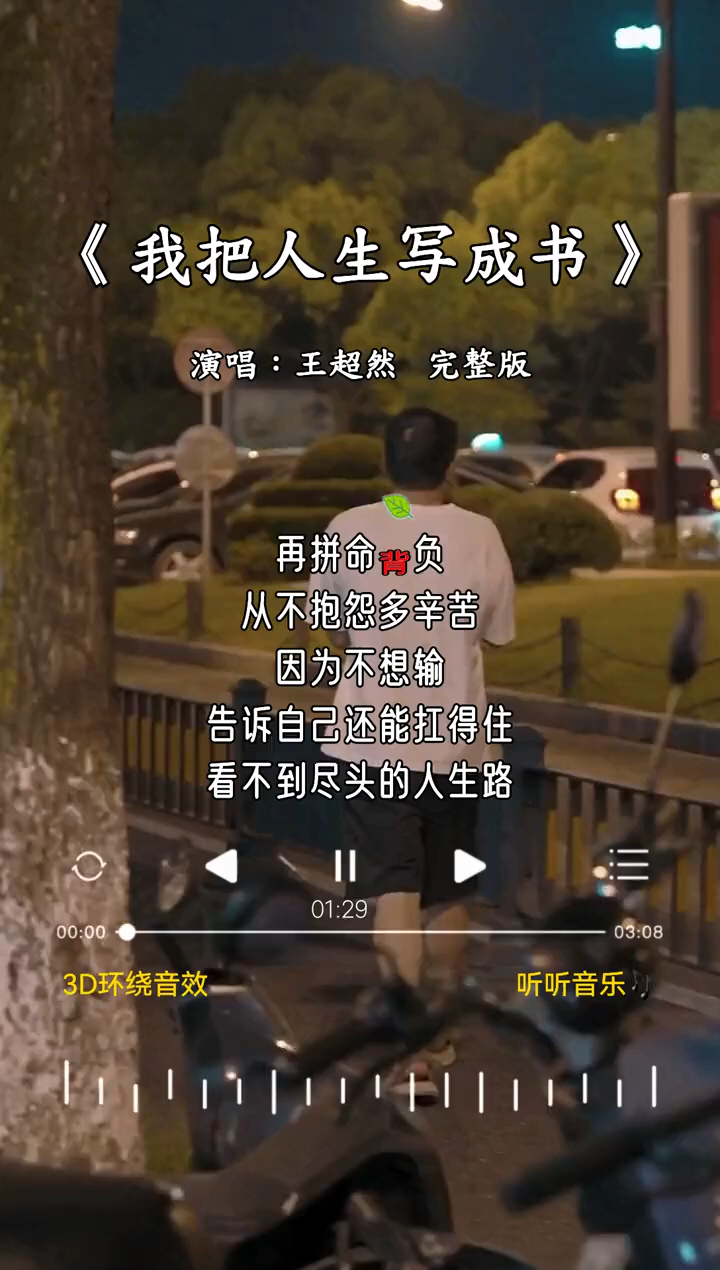 《 我把人生写成书 》
演唱：王超然 完整版
再拼命背负
从不抱怨多辛苦
因为不想输
告诉自己还能扛得住
看不到尽头的人生路
01:29
00:00 03:08
3D环绕音效 听听音乐